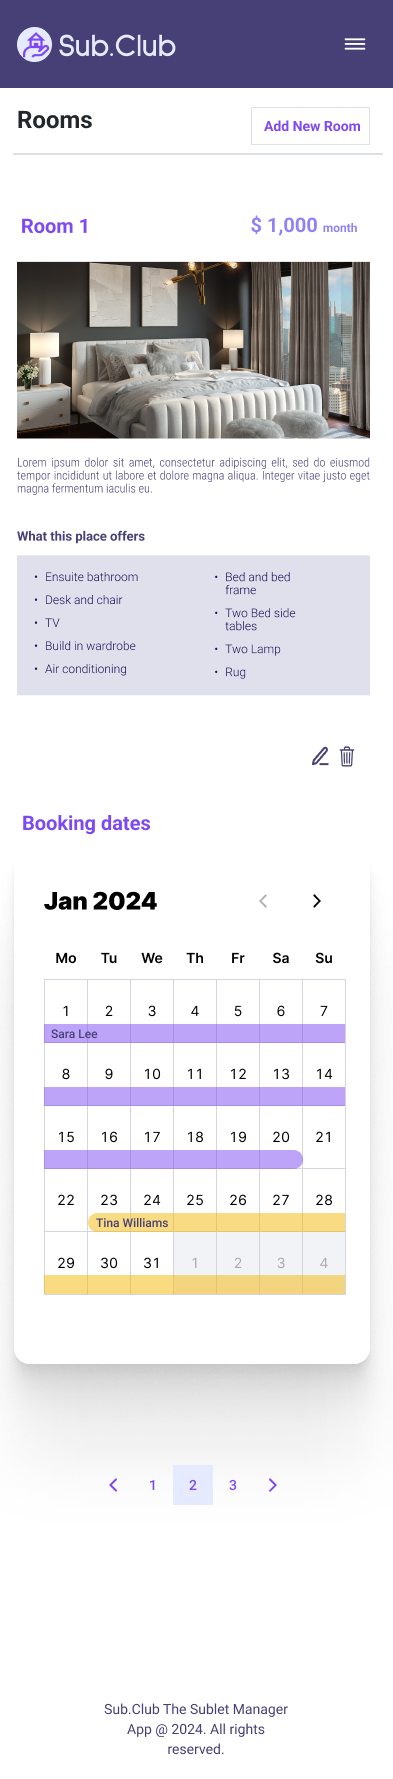 Sub.Club
Rooms
Add New Room
Room 1
$ 1,000 month
Lorem ipsum dolor sit amet, consectetur adipiscing elit, sed do eiusmod
tempor incididunt ut labore et dolore magna aliqua. Integer vitae justo eget
magna fermentum iaculis eu.
What this place offers
• Ensuite bathroom
• Desk and chair
• TV
• Build in wardrobe
• Air conditioning
• Bed and bed
frame
• Two Bed side
tables
• Two Lamp
• Rug
Booking dates
Jan 2024
Mo Tu We Th Fr Sa Su
1 2 3 4 5 6 7
Sara Lee
8 9 10 11 12 13 14
15 16 17 18 19 20 21
22 23 24 25 26 27 28
Tina Williams
29 30 31 1 2 3 4
1 2 3
Sub.Club The Sublet Manager
App @ 2024. All rights
reserved.